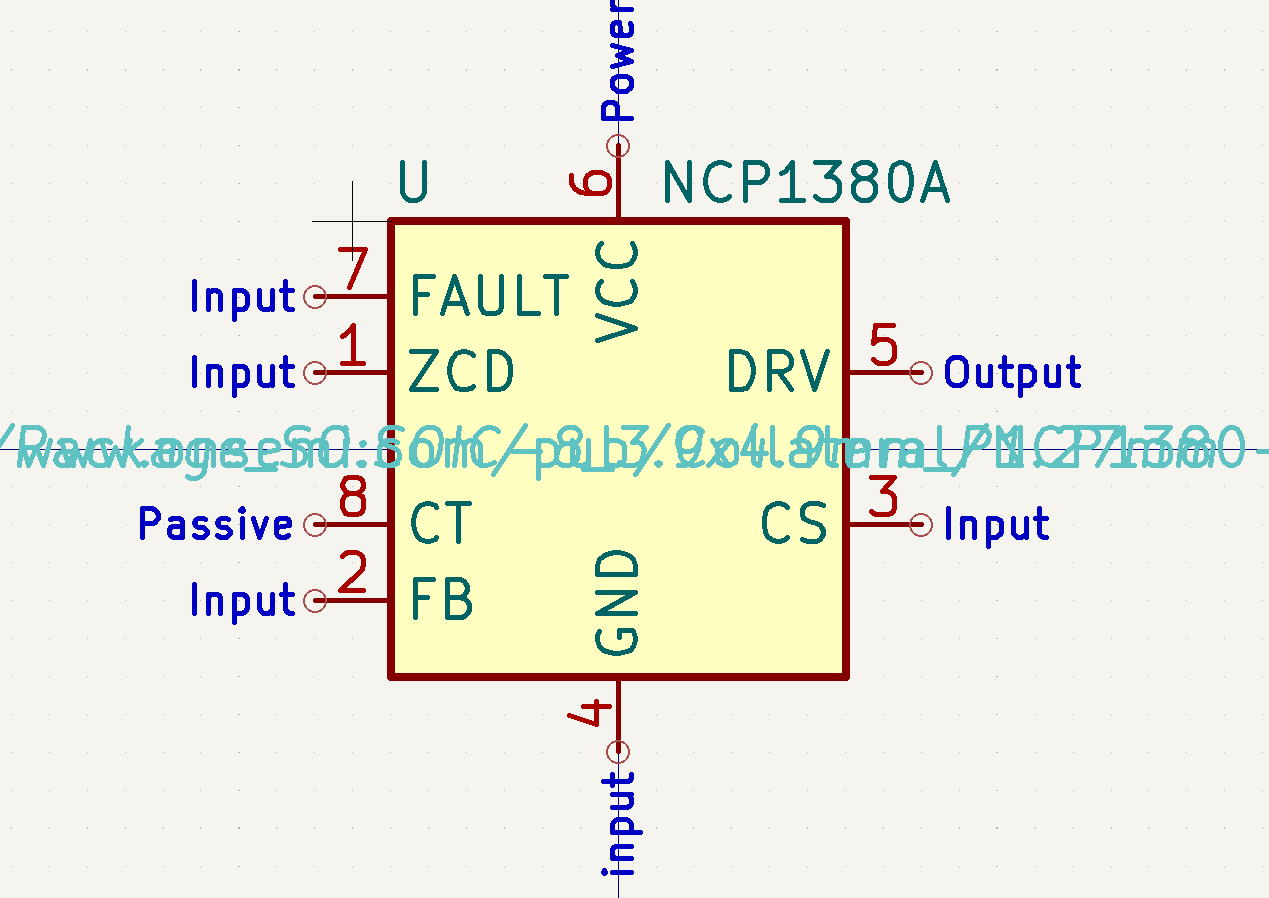 Power
U
NCP1380A
6
7
Input
FAULT
VCC
1
Input
ZCD
DRV
5
Output
8
Passive
CT
CS
3
Input
2
Input
FB
GND
4
input